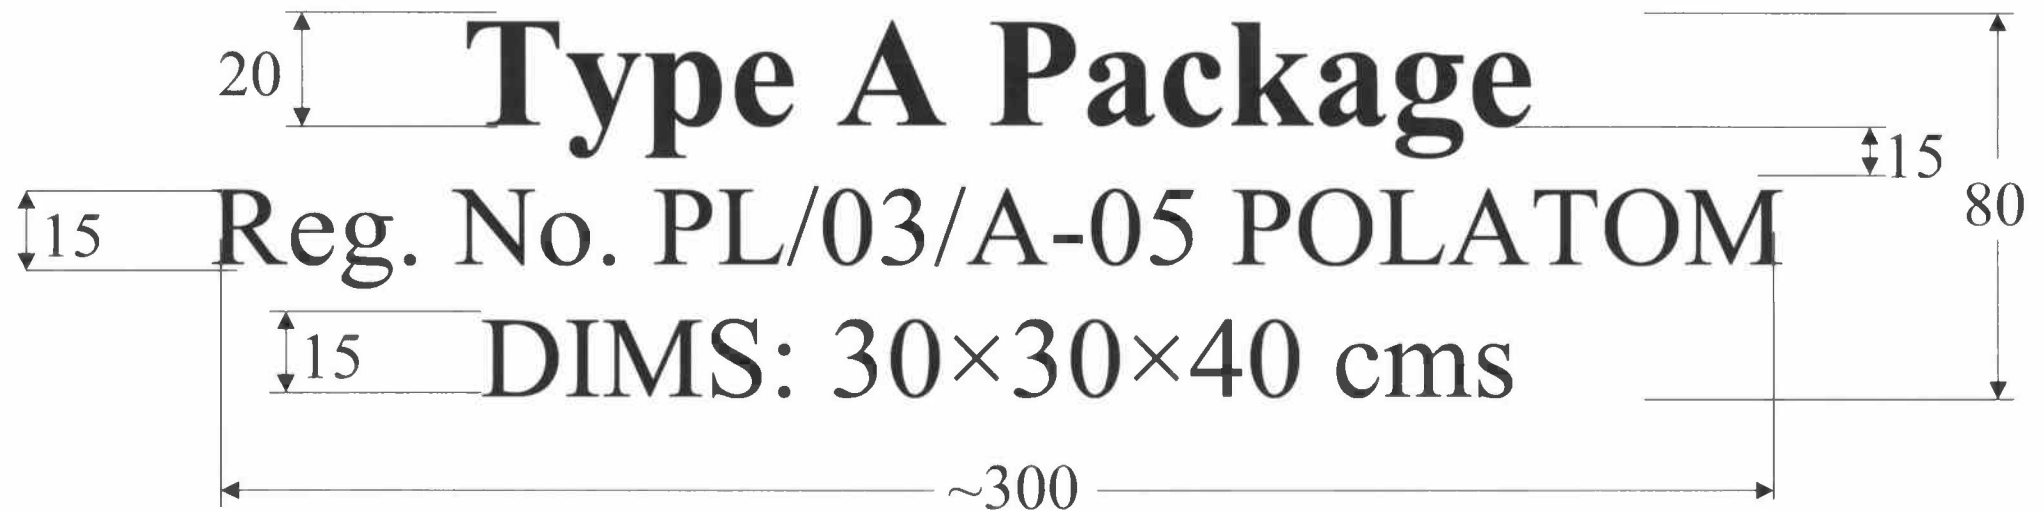 20 Type A Package
15
80
15 Reg. No. PL/03/A-05 POLATOM
15 DIMS: 30×30×40 cms
~300